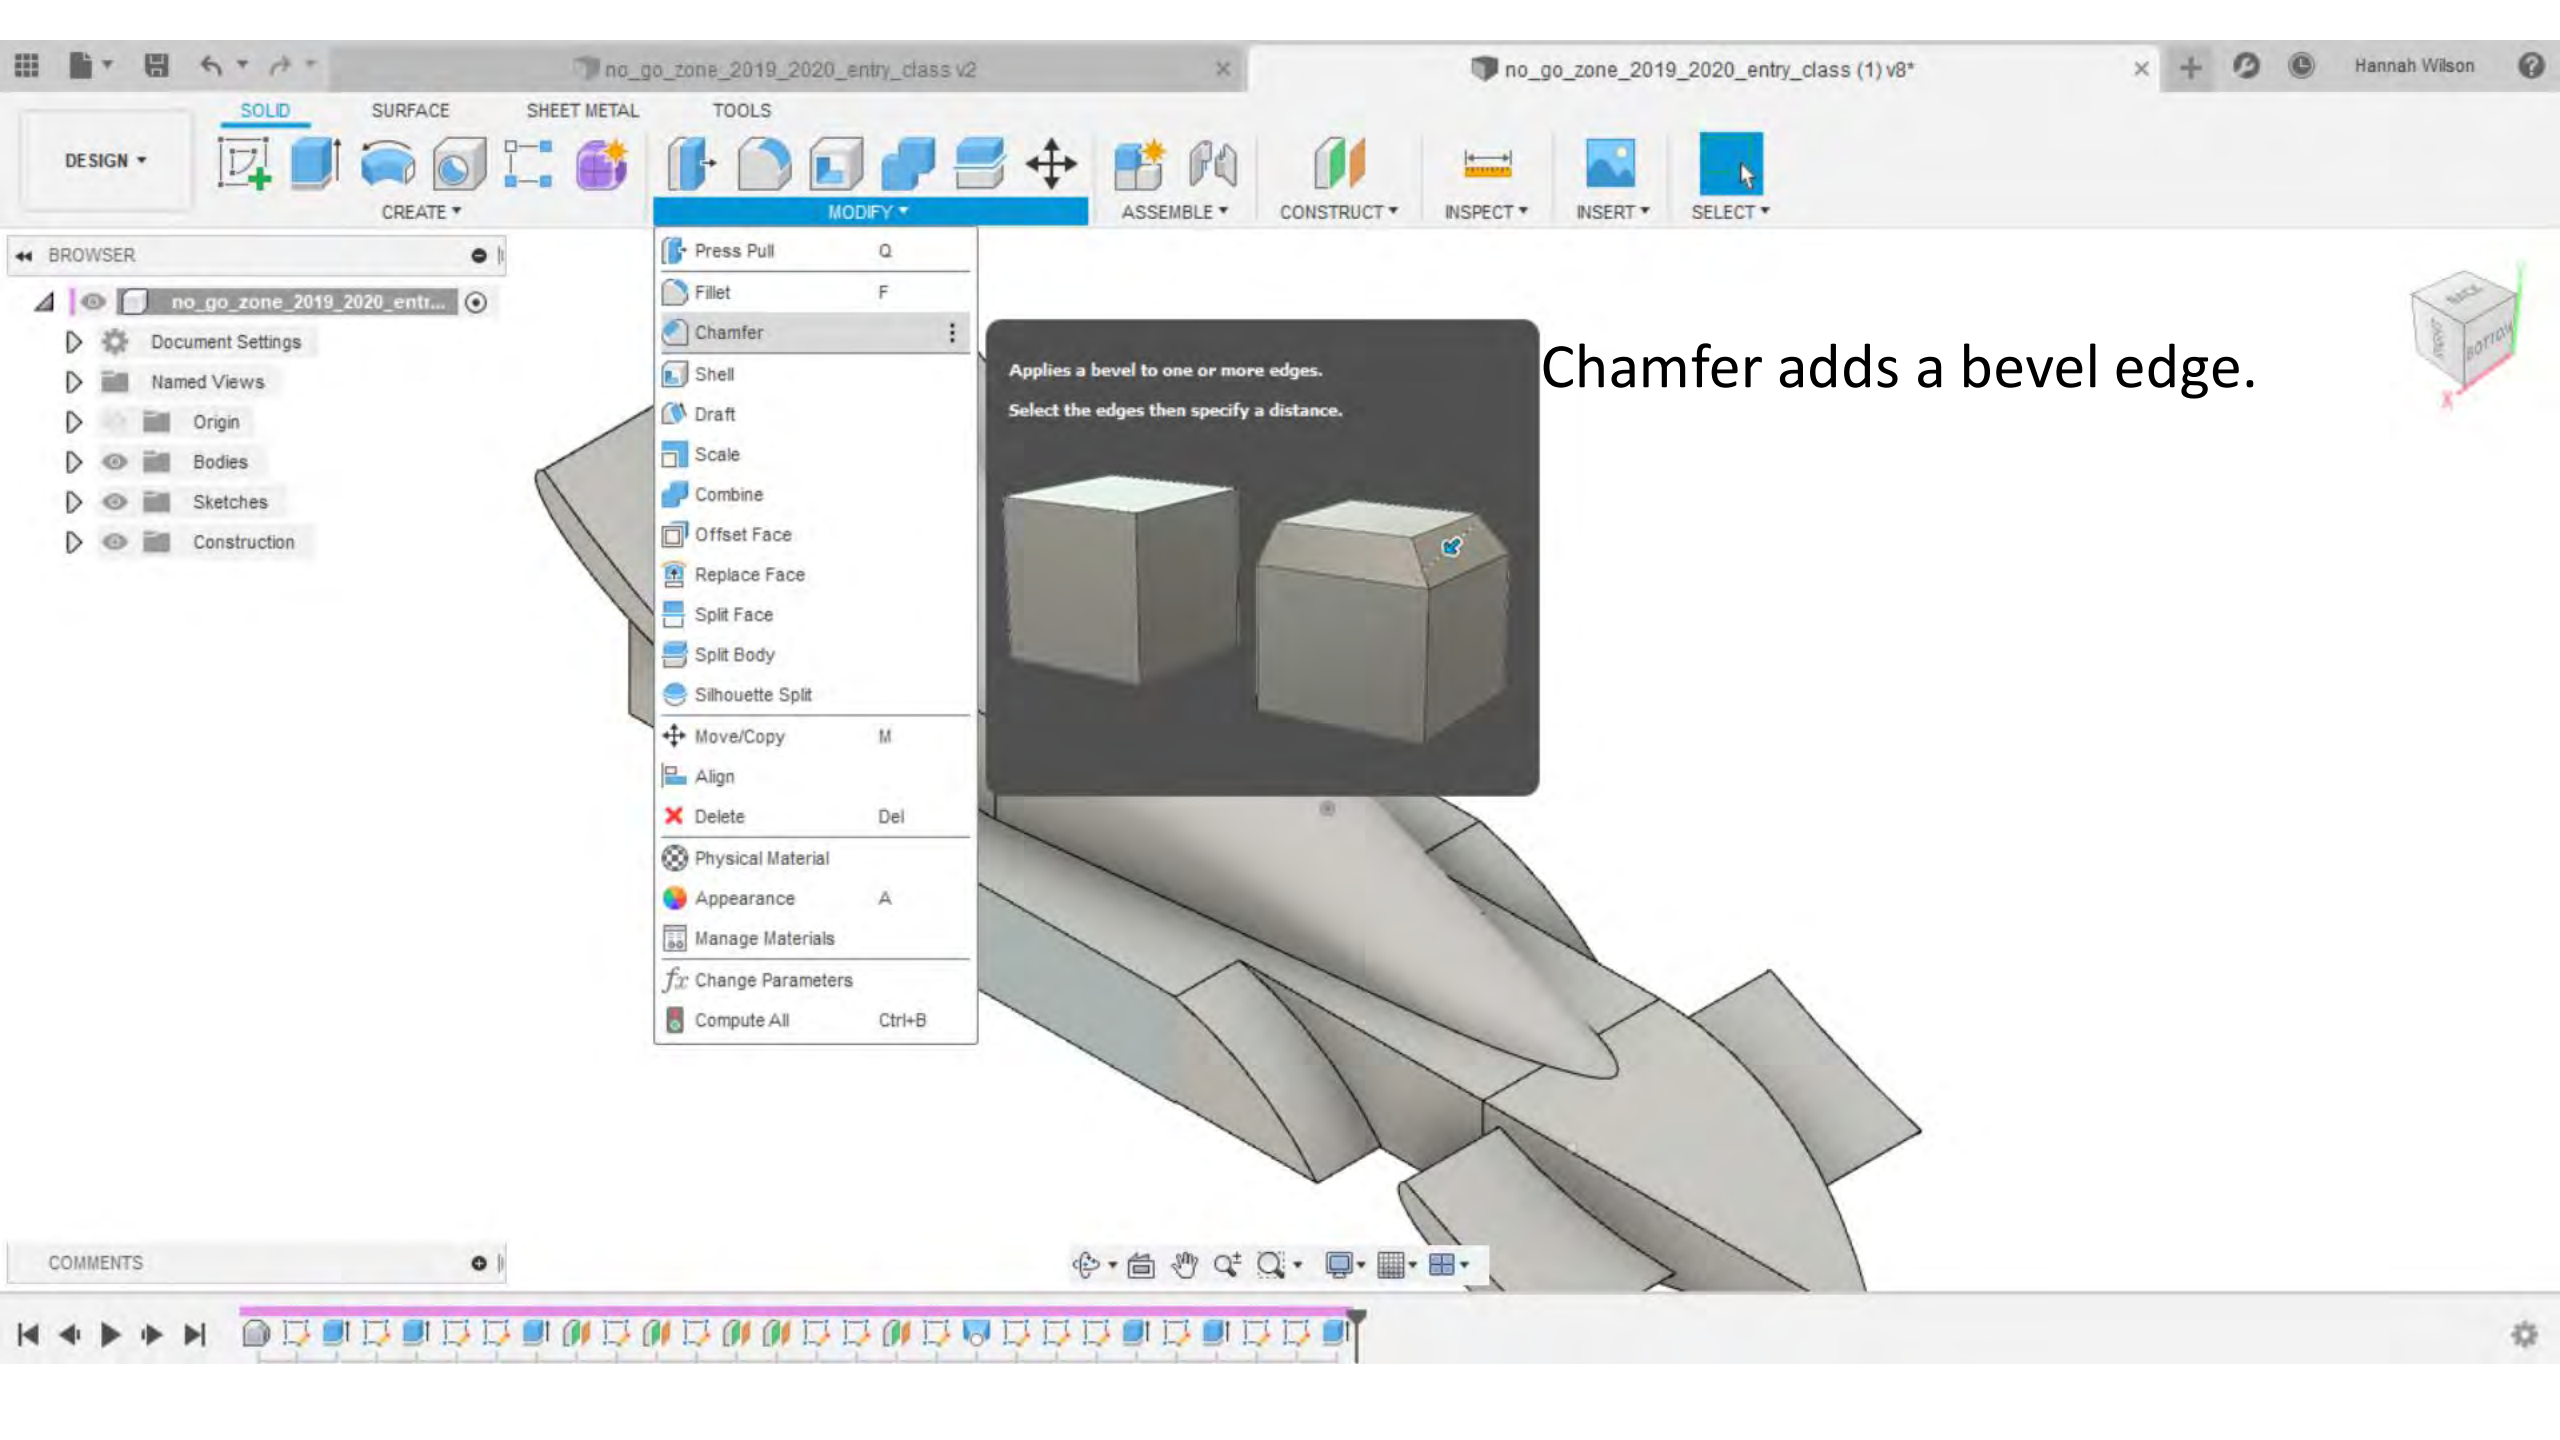 no_go_zone_2019_2020_entry_class v2
no_go_zone_2019_2020_entry_class (1) v8*
Hannah Wilson
SOLID SURFACE SHEET METAL TOOLS
DESIGN
CREATE MODIFY ASSEMBLE CONSTRUCT INSPECT INSERT SELECT
BROWSER
no_go_zone_2019_2020_entr...
Document Settings
Named Views
Origin
Bodies
Sketches
Construction
Press Pull Q
Fillet F
Chamfer
Shell
Draft
Scale
Combine
Offset Face
Replace Face
Split Face
Split Body
Silhouette Split
Move/Copy M
Align
Delete Del
Physical Material
Appearance A
Manage Materials
fx Change Parameters
Compute All Ctrl+B
Applies a bevel to one or more edges.
Select the edges then specify a distance.
Chamfer adds a bevel edge.
BACK
BOTTOM
X
COMMENTS